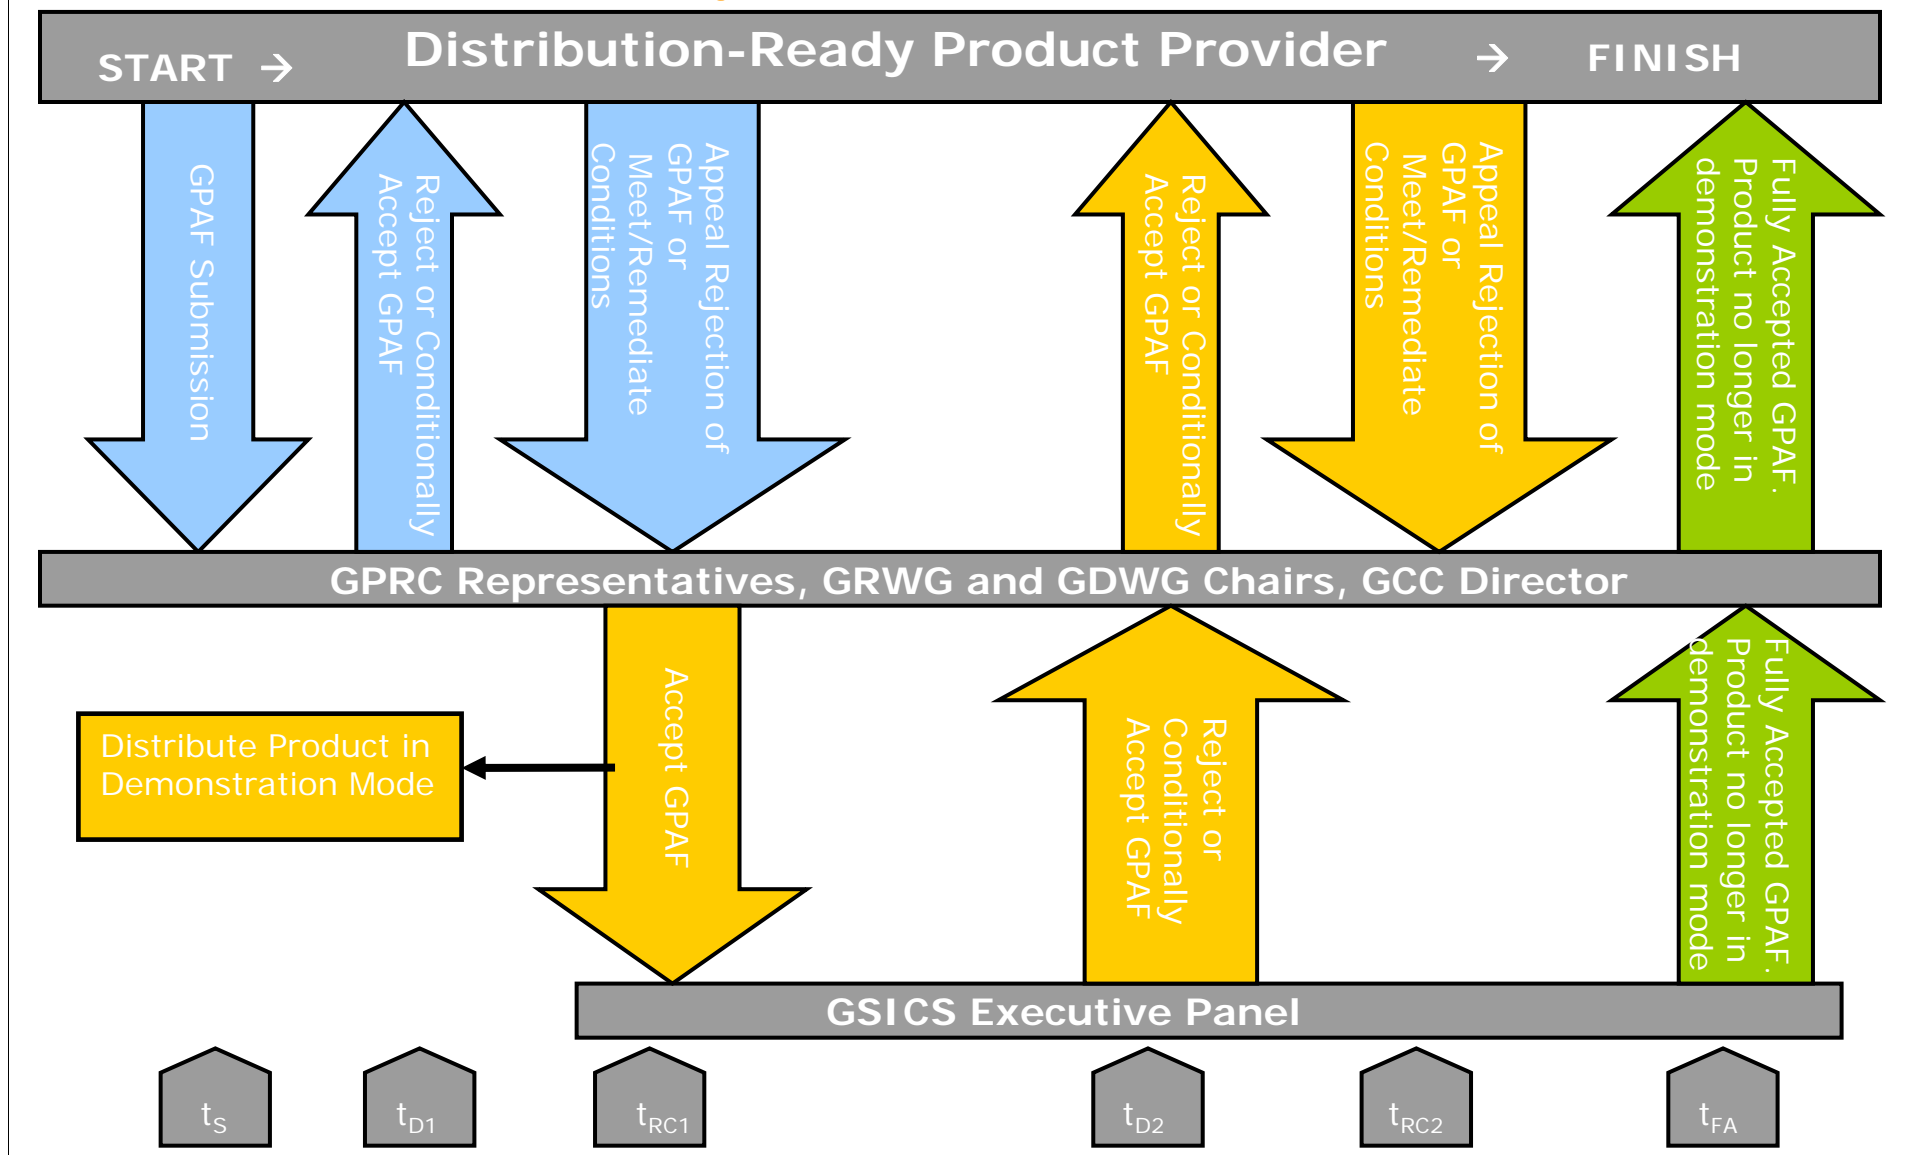 START →
Distribution-Ready Product Provider
→
FINISH
GPAF Submission
Reject or Conditionally
Accept GPAF
Appeal Rejection of
GPAF or
Meet/Remediate
Conditions
Reject or Conditionally
Accept GPAF
Appeal Rejection of
GPAF or
Meet/Remediate
Conditions
Fully Accepted GPAF.
Product no longer in
demonstration mode
GPRC Representatives, GRWG and GDWG Chairs, GCC Director
Distribute Product in
Demonstration Mode
Accept GPAF
Reject or
Conditionally
Accept GPAF
Fully Accepted GPAF.
Product no longer in
demonstration mode
GSICS Executive Panel
tS
tD1
tRC1
tD2
tRC2
tFA